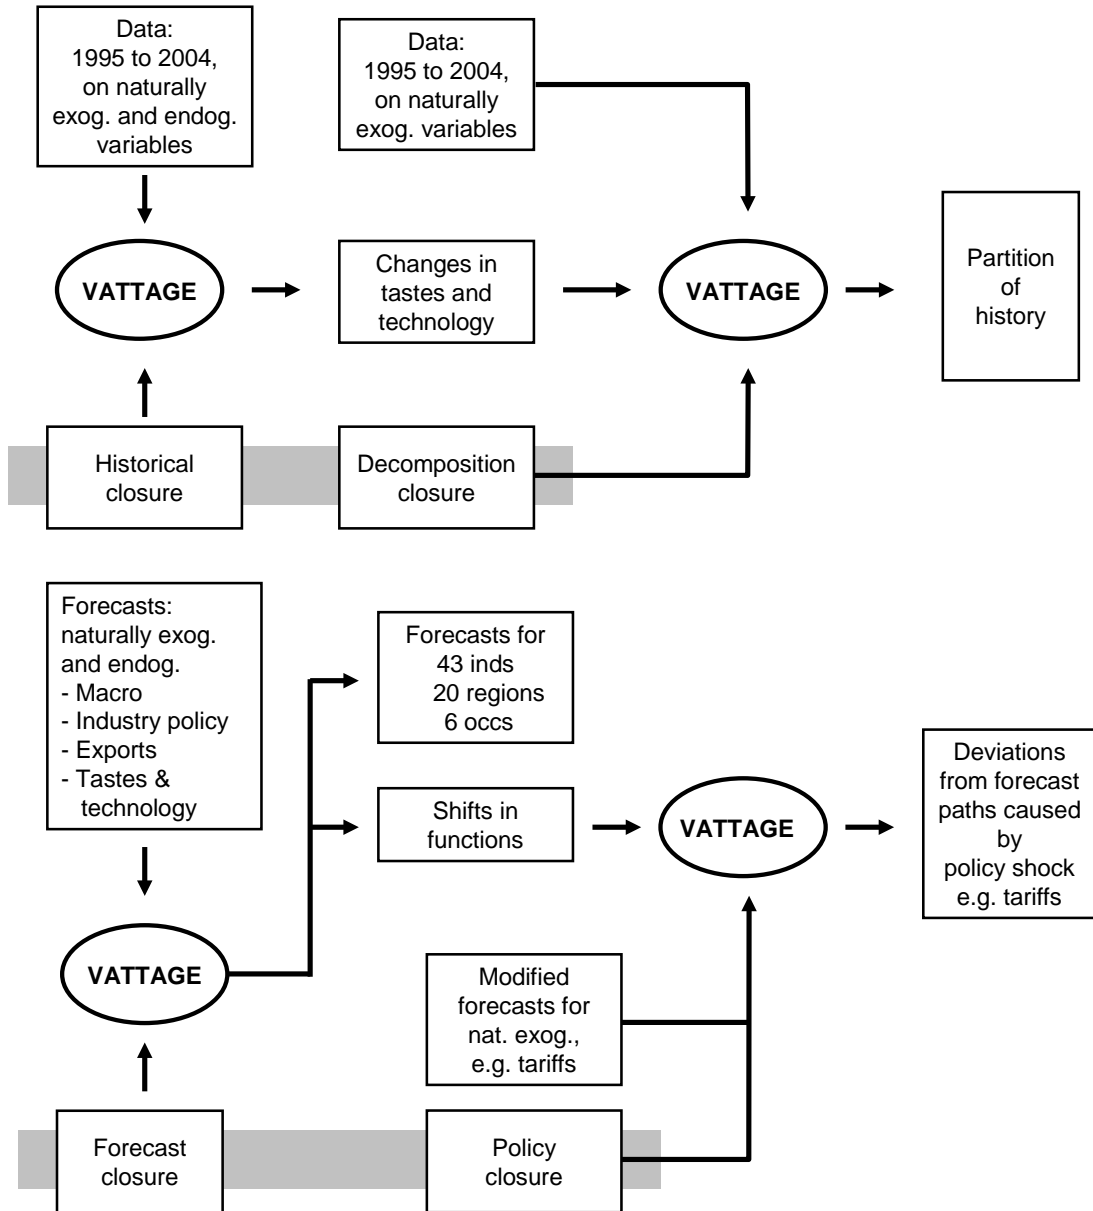 Data:
1995 to 2004,
on naturally
exog. and endog.
variables
Data:
1995 to 2004,
on naturally
exog. variables
VATTAGE
Changes in
tastes and
technology
VATTAGE
Partition
of
history
Historical
closure
Decomposition
closure
Forecasts:
naturally exog.
and endog.
- Macro
- Industry policy
- Exports
- Tastes &
technology
Forecasts for
43 inds
20 regions
6 occs
Shifts in
functions
VATTAGE
Deviations
from forecast
paths caused
by
policy shock
e.g. tariffs
VATTAGE
Modified
forecasts for
nat. exog.,
e.g. tariffs
Forecast
closure
Policy
closure